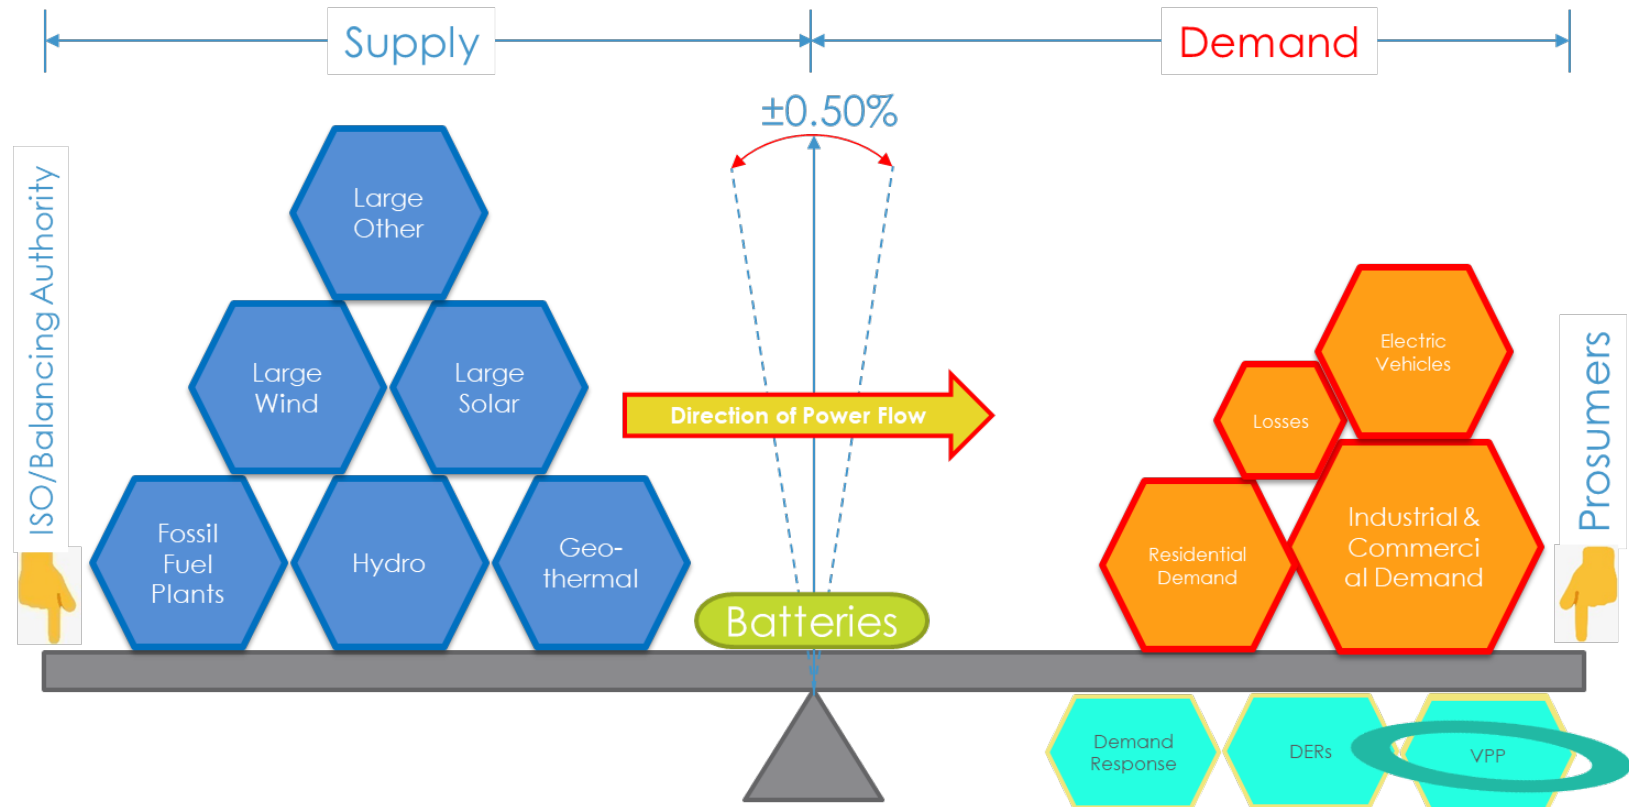 Supply
Demand
±0.50%
ISO/Balancing Authority
Large
Other
Large
Wind
Large
Solar
Fossil
Fuel
Plants
Hydro
Geo-
thermal
Direction of Power Flow
Batteries
Electric
Vehicles
Losses
Residential
Demand
Industrial &
Commerci
al Demand
Prosumers
Demand
Response
DERs
VPP